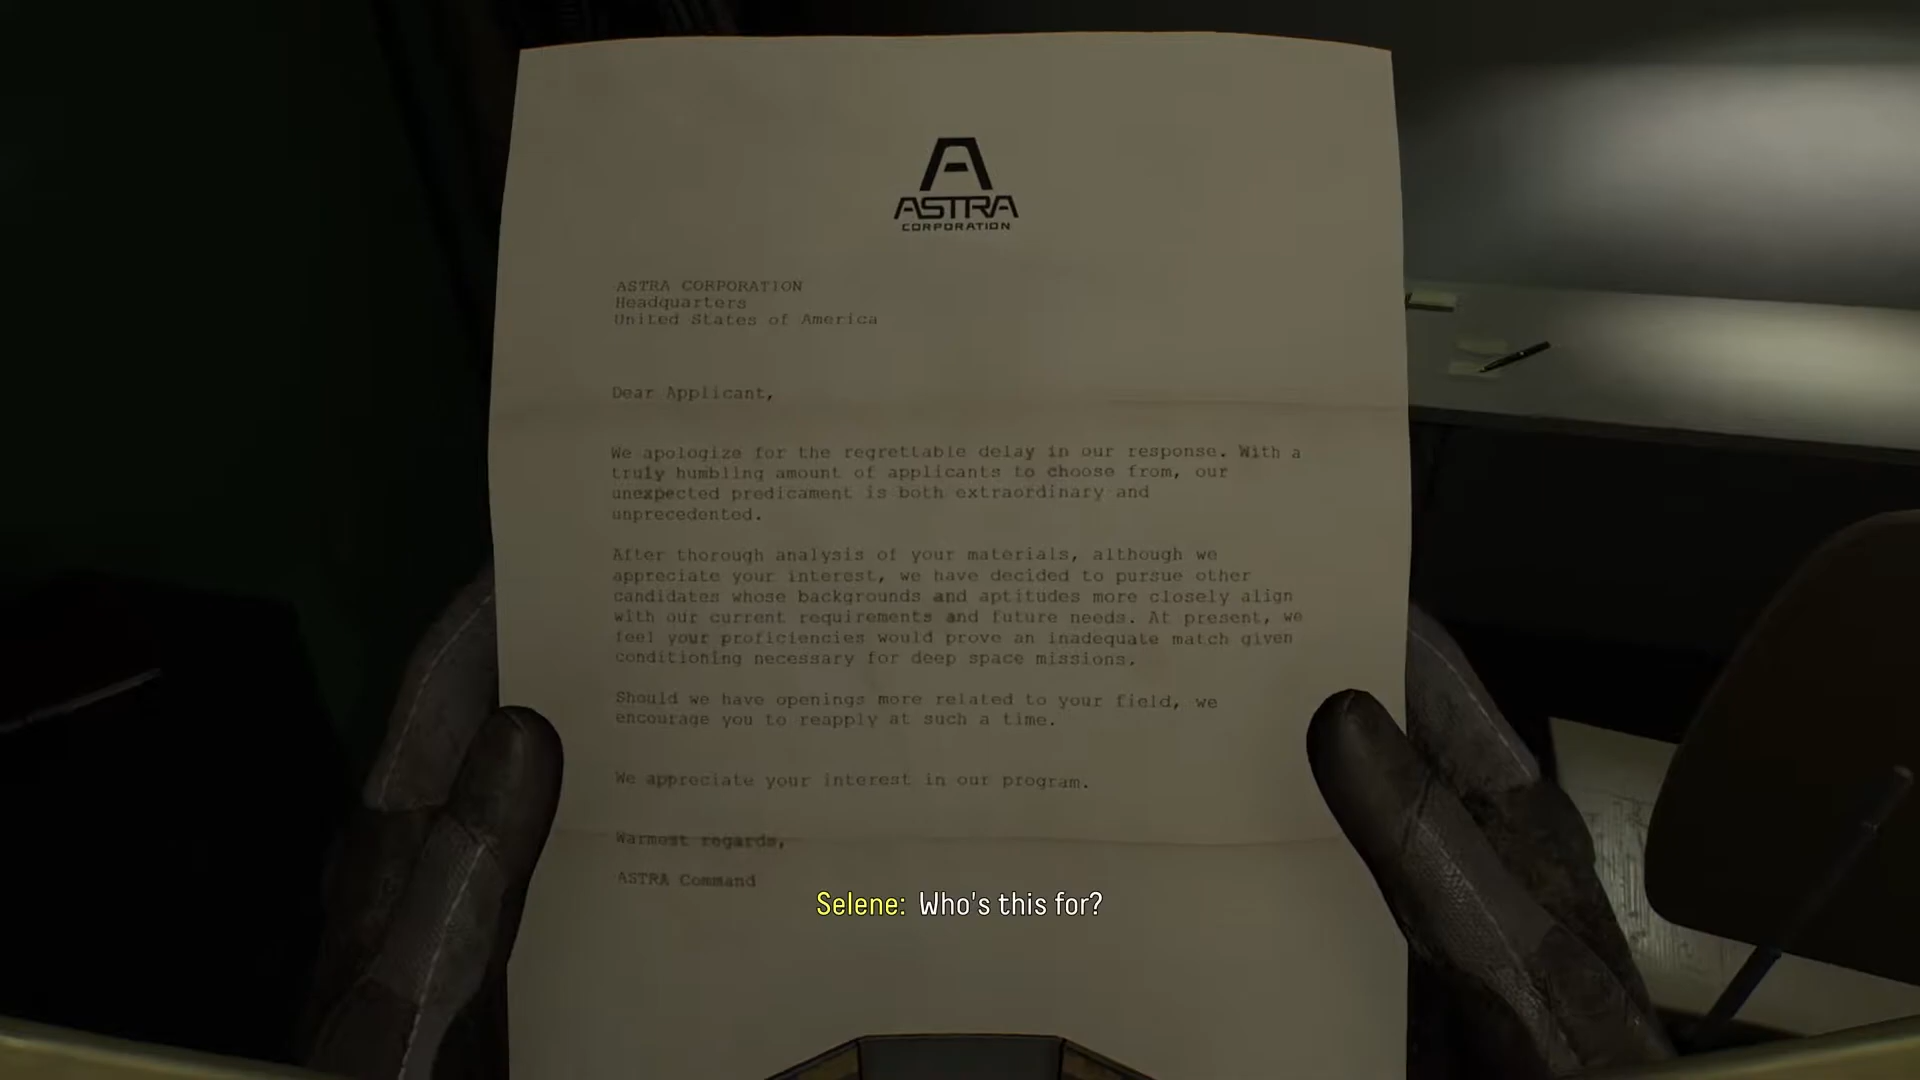 A
ASTRA
CORPORATION
ASTRA CORPORATION
Headquarters
United States of America
Dear Applicant,
We apologize for the regrettable delay in our response. With a
truly humbling amount of applicants to choose from, our
unexpected predicament is both extraordinary and
unprecedented.
After thorough analysis of your materials, although we
appreciate your interest, we have decided to pursue other
candidates whose backgrounds and aptitudes more closely align
with our current requirements and future needs. At present, we
feel your proficiencies would prove an inadequate match given
conditioning necessary for deep space missions.
Should we have openings more related to your field, we
encourage you to reapply at such a time.
We appreciate your interest in our program.
Warmest regards,
ASTRA Command
Selene: Who's this for?